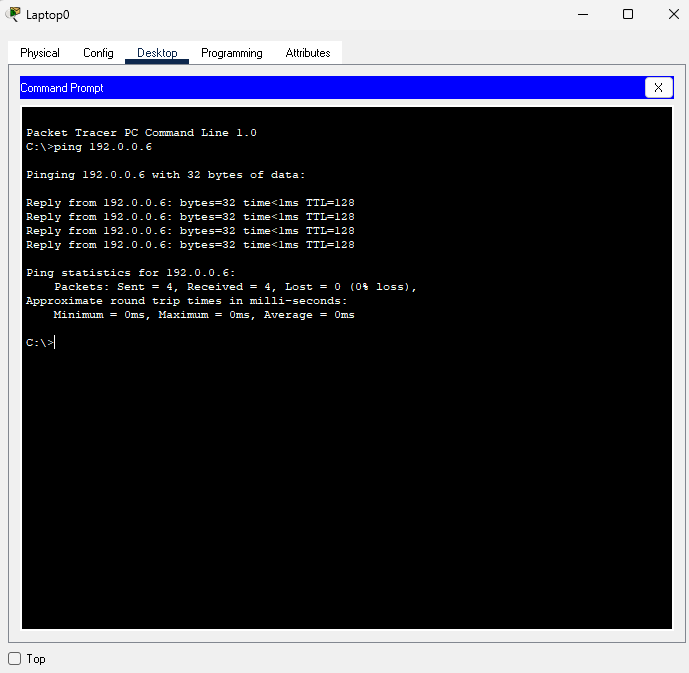 Laptop0
Physical Config Desktop Programming Attributes
Command Prompt
X
Packet Tracer PC Command Line 1.0
C:\>ping 192.0.0.6
Pinging 192.0.0.6 with 32 bytes of data:
Reply from 192.0.0.6: bytes=32 time<1ms TTL=128
Reply from 192.0.0.6: bytes=32 time<1ms TTL=128
Reply from 192.0.0.6: bytes=32 time<1ms TTL=128
Reply from 192.0.0.6: bytes=32 time<1ms TTL=128
Ping statistics for 192.0.0.6:
    Packets: Sent = 4, Received = 4, Lost = 0 (0% loss),
Approximate round trip times in milli-seconds:
    Minimum = 0ms, Maximum = 0ms, Average = 0ms
C:\>
Top